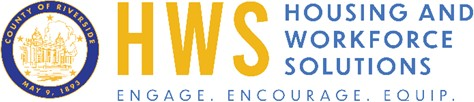 COUNTY OF RIVERSIDE
MAY 9, 1893
HWS
HOUSING AND
WORKFORCE
SOLUTIONS
ENGAGE. ENCOURAGE. EQUIP.